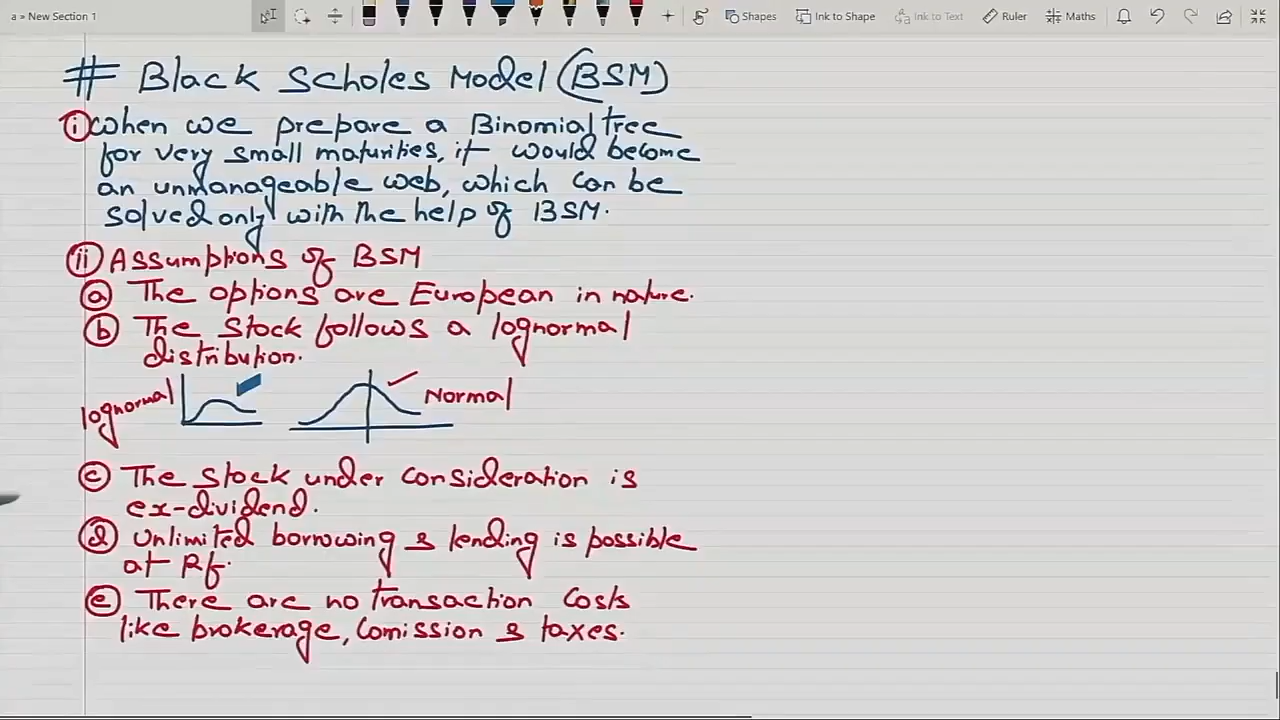 a » New Section 1
Shapes
Ink to Shape
Ink to Text
Ruler
Maths
# Black Scholes Model (BSM)
i When we prepare a Binomial tree
for very small maturities, it would become
an unmanageable web, which can be
solved only with the help of BSM.
ii Assumptions of BSM
a The options are European in nature.
b The Stock follows a lognormal
distribution.
lognormal
Normal
c The Stock under consideration is
ex-dividend.
d Unlimited borrowing & lending is possible
at Rf.
e There are no transaction costs
like brokerage, Comission & taxes.